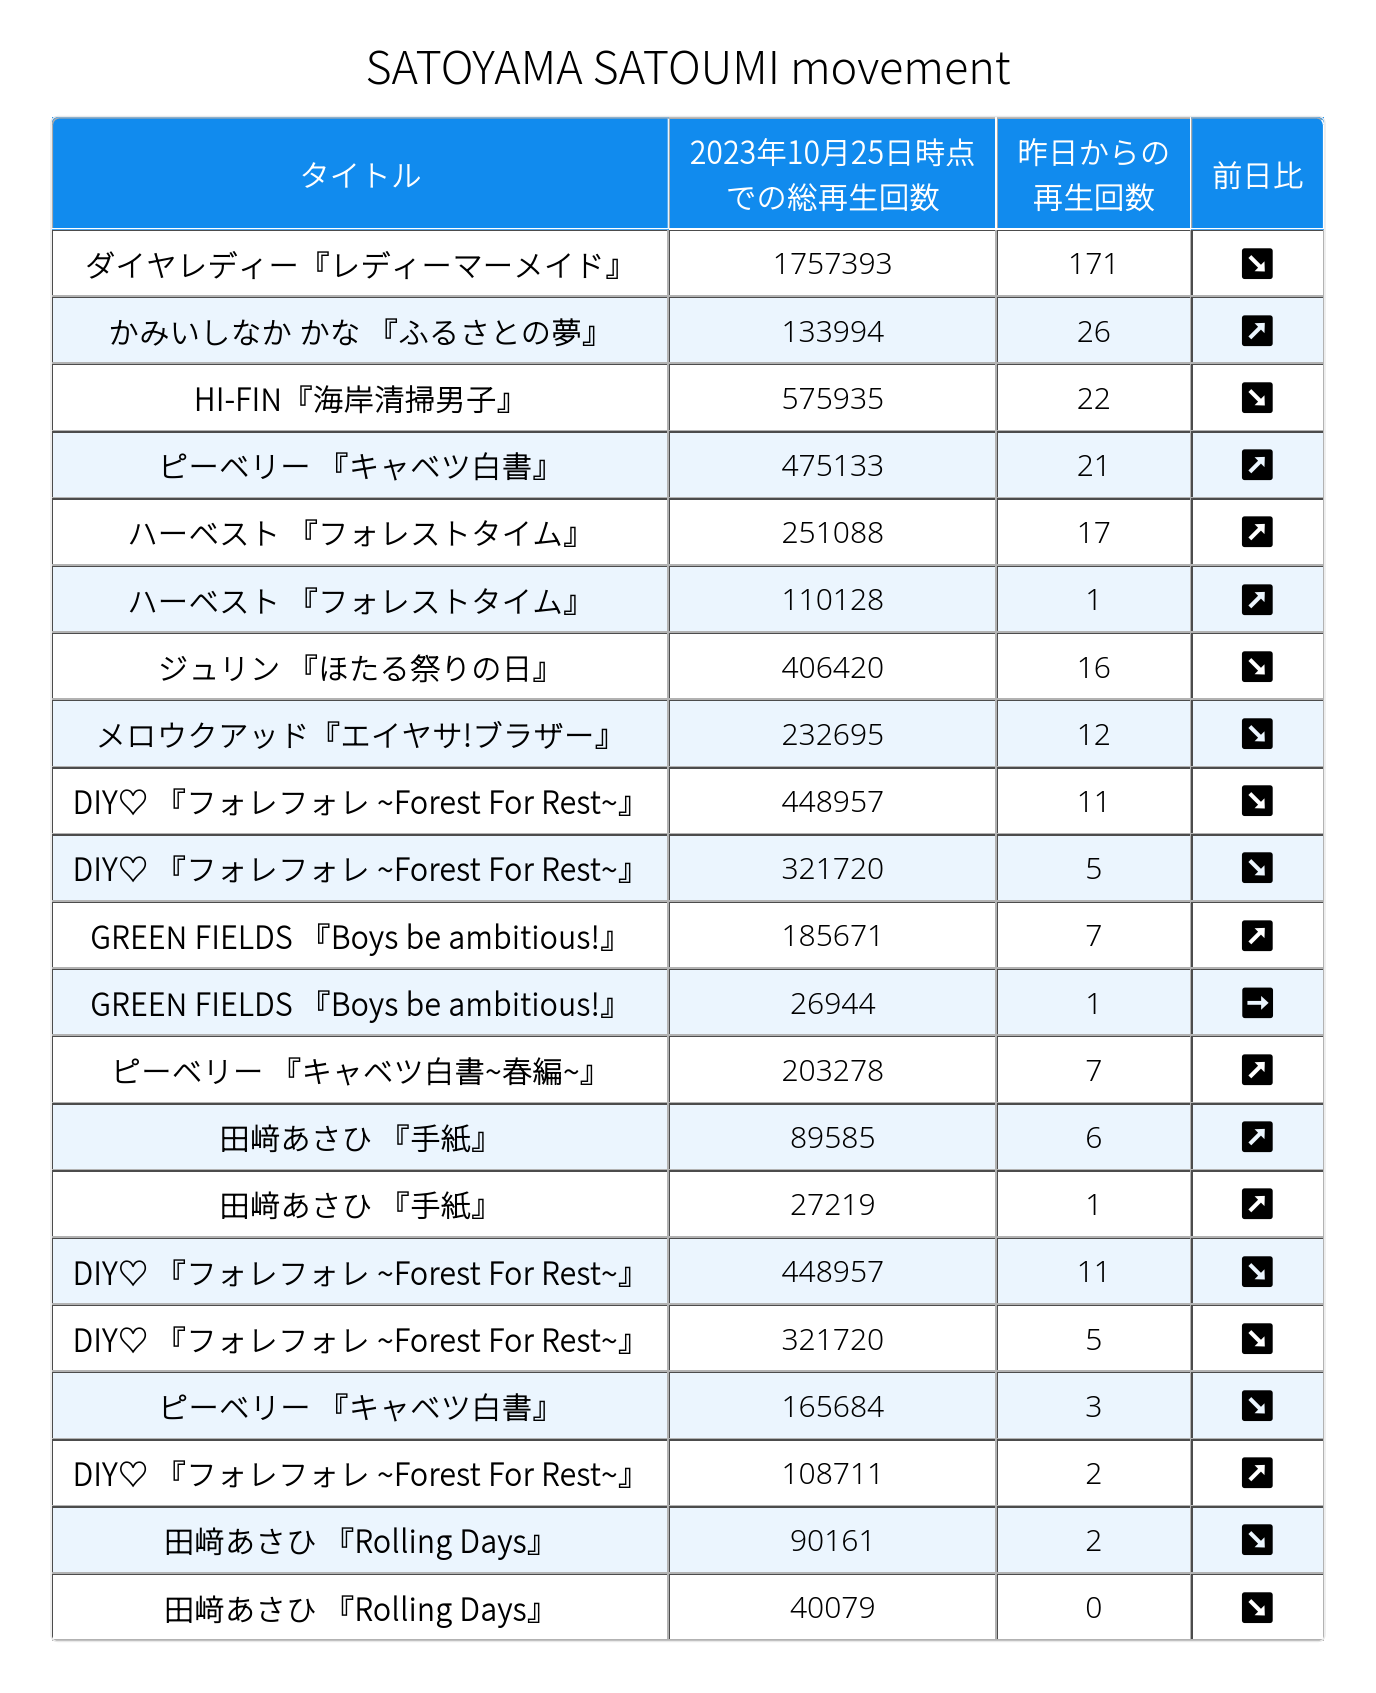 SATOYAMA SATOUMI movement
タイトル 2023年10月25日時点での総再生回数 昨日からの再生回数 前日比
ダイヤレディー『レディーマーメイド』 1757393 171 ↘
かみいしなか かな 『ふるさとの夢』 133994 26 ↗
HI-FIN『海岸清掃男子』 575935 22 ↘
ピーベリー 『キャベツ白書』 475133 21 ↗
ハーベスト 『フォレストタイム』 251088 17 ↗
ハーベスト 『フォレストタイム』 110128 1 ↗
ジュリン 『ほたる祭りの日』 406420 16 ↘
メロウクアッド『エイヤサ!ブラザー』 232695 12 ↘
DIY♡ 『フォレフォレ ~Forest For Rest~』 448957 11 ↘
DIY♡ 『フォレフォレ ~Forest For Rest~』 321720 5 ↘
GREEN FIELDS 『Boys be ambitious!』 185671 7 ↗
GREEN FIELDS 『Boys be ambitious!』 26944 1 →
ピーベリー 『キャベツ白書~春編~』 203278 7 ↗
田﨑あさひ 『手紙』 89585 6 ↗
田﨑あさひ 『手紙』 27219 1 ↗
DIY♡ 『フォレフォレ ~Forest For Rest~』 448957 11 ↘
DIY♡ 『フォレフォレ ~Forest For Rest~』 321720 5 ↘
ピーベリー 『キャベツ白書』 165684 3 ↘
DIY♡ 『フォレフォレ ~Forest For Rest~』 108711 2 ↗
田﨑あさひ 『Rolling Days』 90161 2 ↘
田﨑あさひ 『Rolling Days』 40079 0 ↘